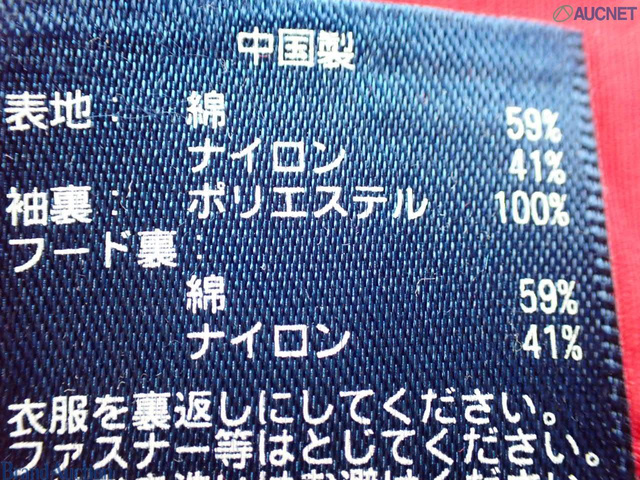 AUCNET
中国製
表地： 綿 59%
ナイロン 41%
袖裏： ポリエステル 100%
フード裏：
綿 59%
ナイロン 41%
衣服を裏返しにしてください。
ファスナー等はとじてください。